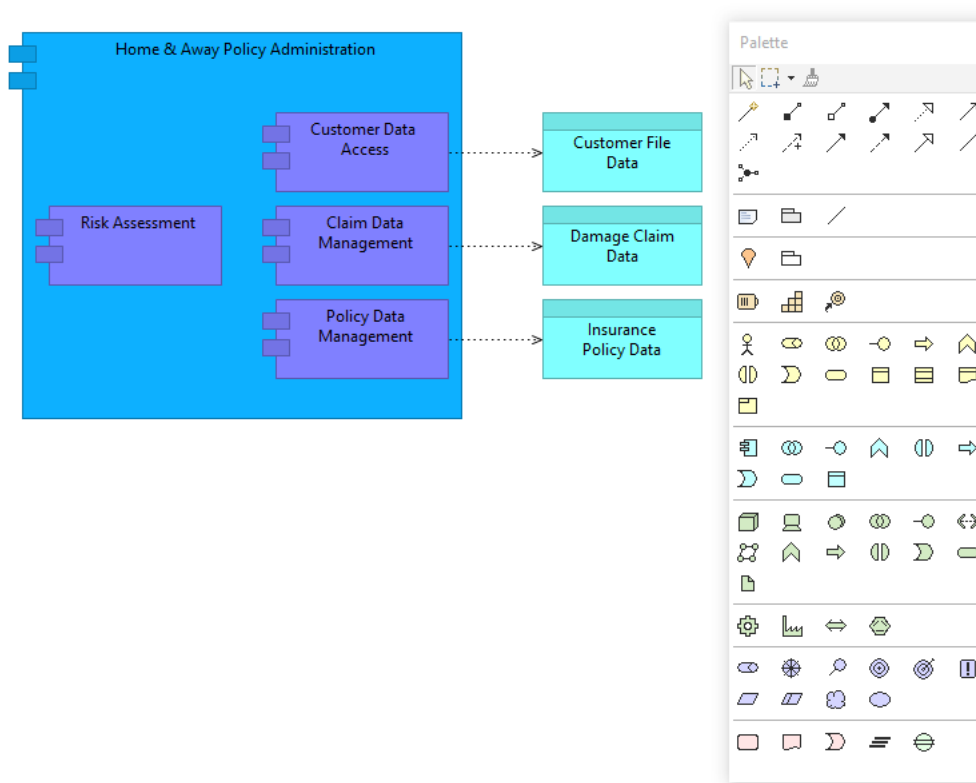 Home & Away Policy Administration
Palette
Customer Data
Access
Customer File
Data
Risk Assessment
Claim Data
Management
Damage Claim
Data
Policy Data
Management
Insurance
Policy Data